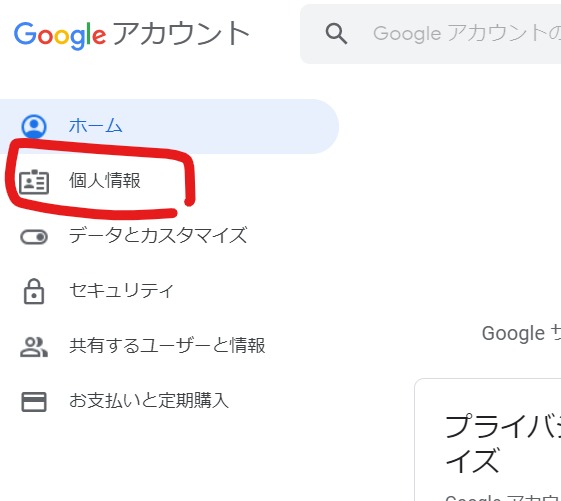 Google アカウント
Google アカウントの
ホーム
個人情報
データとカスタマイズ
セキュリティ
共有するユーザーと情報
お支払いと定期購入
Google サ
プライバシ
イズ
Google アカウ